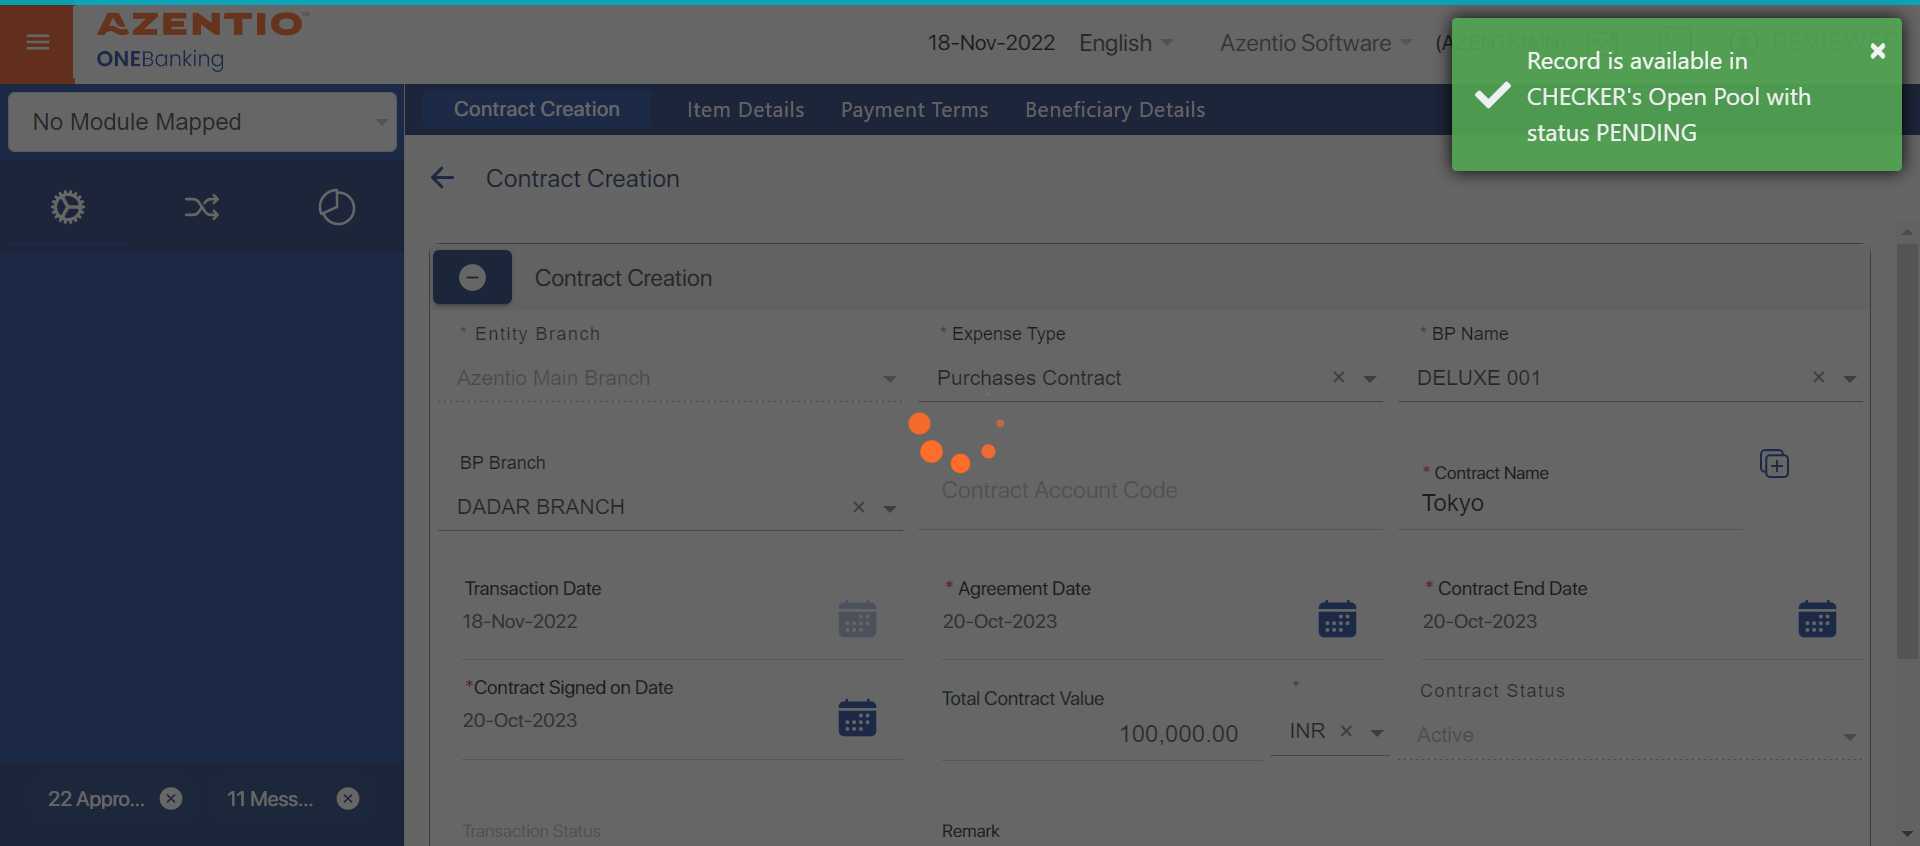 AZENTIO™
ONEBanking
18-Nov-2022 English Azentio Software (AZENTMAIN) REVIEWER
Record is available in
CHECKER's Open Pool with
status PENDING
No Module Mapped
Contract Creation Item Details Payment Terms Beneficiary Details
Contract Creation
Contract Creation
* Entity Branch * Expense Type * BP Name
Azentio Main Branch Purchases Contract DELUXE 001
BP Branch * Contract Name
DADAR BRANCH Contract Account Code Tokyo
Transaction Date * Agreement Date * Contract End Date
18-Nov-2022 20-Oct-2023 20-Oct-2023
*Contract Signed on Date Total Contract Value * Contract Status
20-Oct-2023 100,000.00 INR Active
22 Appro... 11 Mess...
Transaction Status Remark